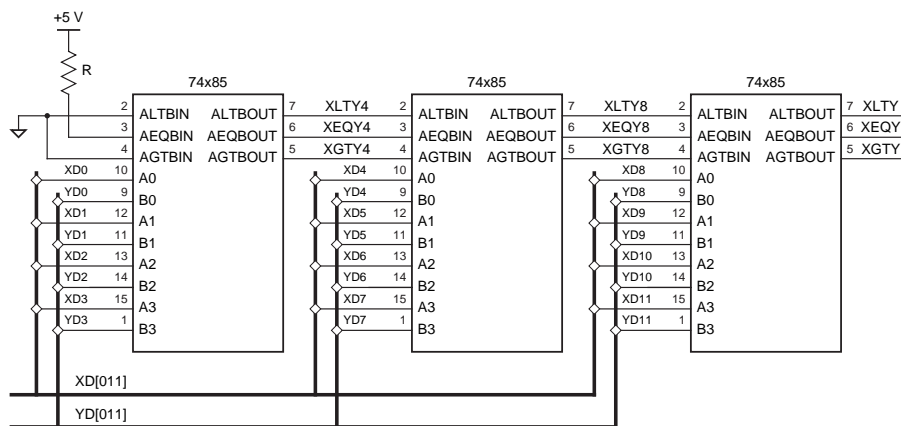 +5 V
R
74x85 74x85 74x85
2 ALTBIN ALTBOUT 7 XLTY4 2 ALTBIN ALTBOUT 7 XLTY8 2 ALTBIN ALTBOUT 7 XLTY
3 AEQBIN AEQBOUT 6 XEQY4 3 AEQBIN AEQBOUT 6 XEQY8 3 AEQBIN AEQBOUT 6 XEQY
4 AGTBIN AGTBOUT 5 XGTY4 4 AGTBIN AGTBOUT 5 XGTY8 4 AGTBIN AGTBOUT 5 XGTY
XD0 10 A0 XD4 10 A0 XD8 10 A0
YD0 9 B0 YD4 9 B0 YD8 9 B0
XD1 12 A1 XD5 12 A1 XD9 12 A1
YD1 11 B1 YD5 11 B1 YD9 11 B1
XD2 13 A2 XD6 13 A2 XD10 13 A2
YD2 14 B2 YD6 14 B2 YD10 14 B2
XD3 15 A3 XD7 15 A3 XD11 15 A3
YD3 1 B3 YD7 1 B3 YD11 1 B3
XD[011]
YD[011]